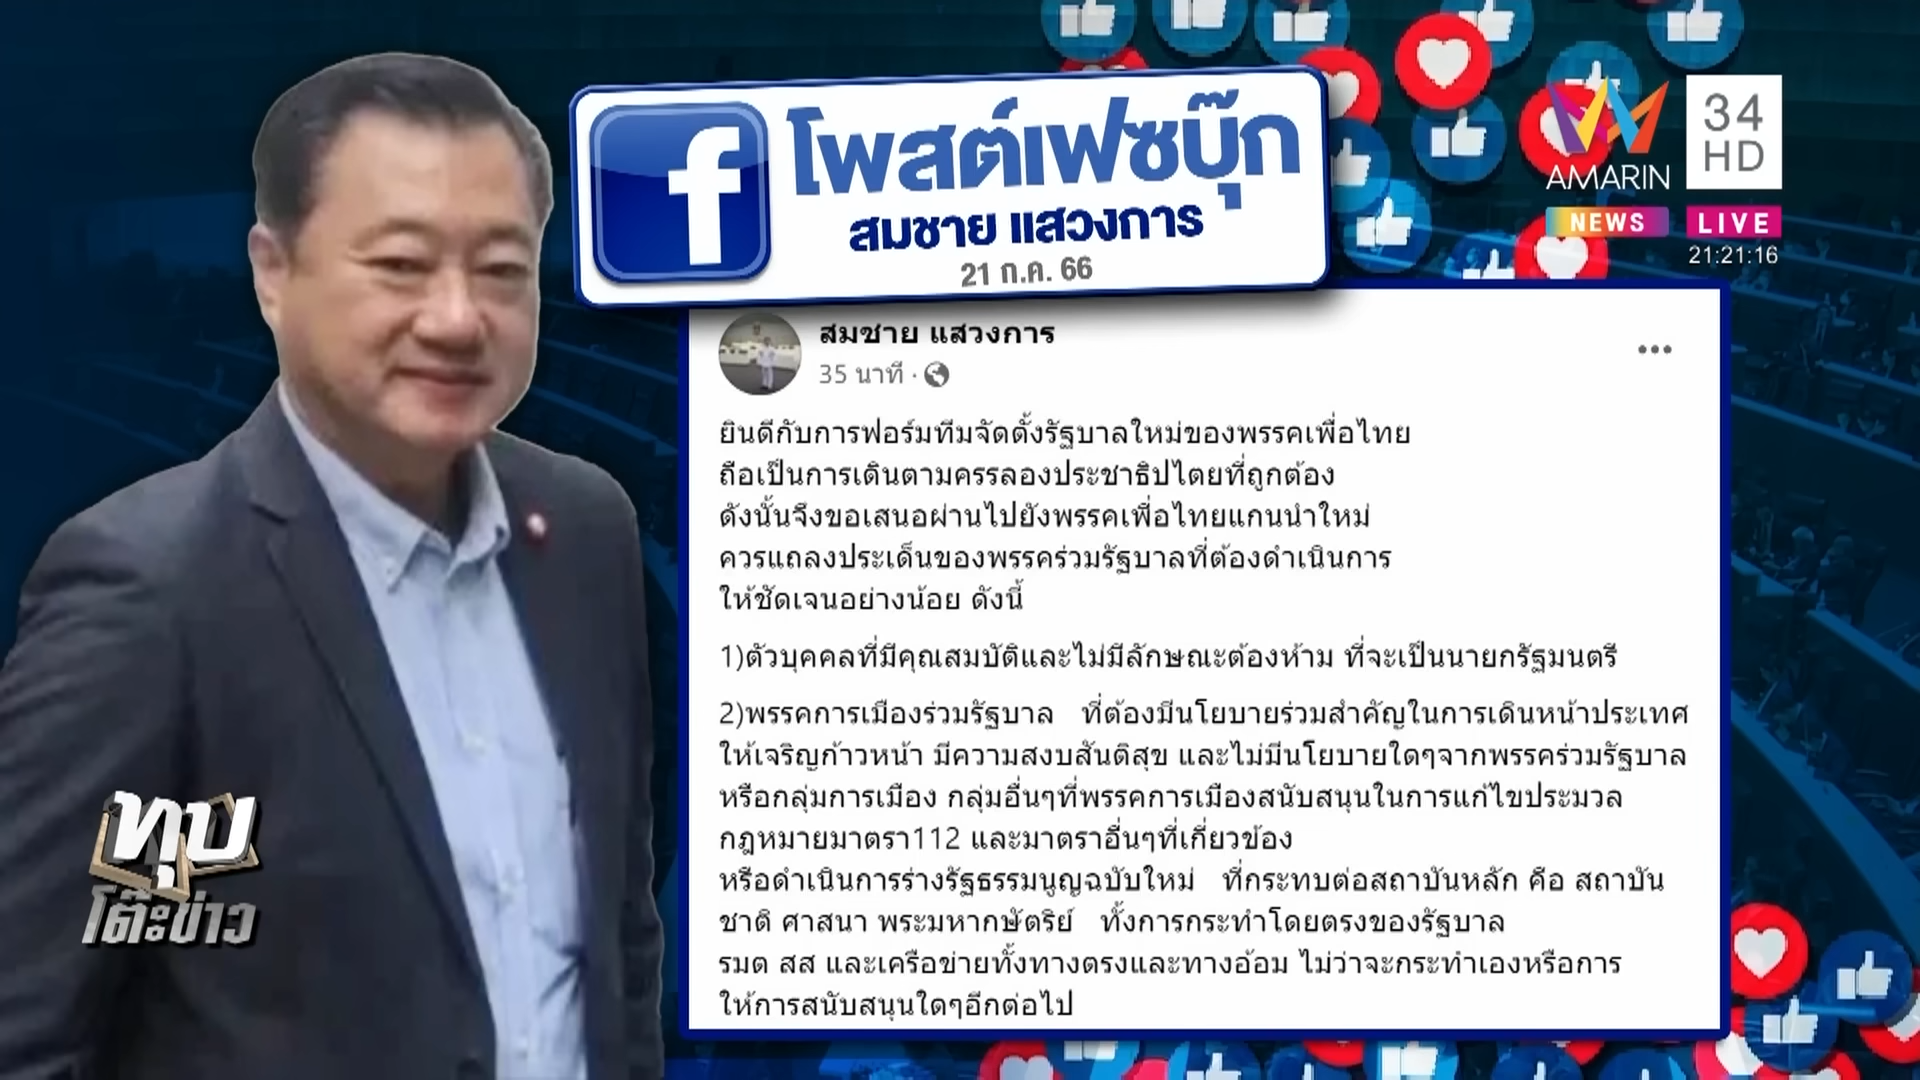 f โพสต์เฟซบุ๊ก
สมชาย แสวงการ
21 ก.ค. 66
AMARIN
34
HD
NEWS
LIVE
21:21:16
สมชาย แสวงการ
35 นาที ·
ยินดีกับการฟอร์มทีมจัดตั้งรัฐบาลใหม่ของพรรคเพื่อไทย
ถือเป็นการเดินตามครรลองประชาธิปไตยที่ถูกต้อง
ดังนั้นจึงขอเสนอผ่านไปยังพรรคเพื่อไทยแกนนำใหม่
ควรแถลงประเด็นของพรรคร่วมรัฐบาลที่ต้องดำเนินการ
ให้ชัดเจนอย่างน้อย ดังนี้
1)ตัวบุคคลที่มีคุณสมบัติและไม่มีลักษณะต้องห้าม ที่จะเป็นนายกรัฐมนตรี
2)พรรคการเมืองร่วมรัฐบาล ที่ต้องมีนโยบายร่วมสำคัญในการเดินหน้าประเทศ
ให้เจริญก้าวหน้า มีความสงบสันติสุข และไม่มีนโยบายใดๆจากพรรคร่วมรัฐบาล
หรือกลุ่มการเมือง กลุ่มอื่นๆที่พรรคการเมืองสนับสนุนในการแก้ไขประมวล
กฎหมายมาตรา112 และมาตราอื่นๆที่เกี่ยวข้อง
หรือดำเนินการร่างรัฐธรรมนูญฉบับใหม่ ที่กระทบต่อสถาบันหลัก คือ สถาบัน
ชาติ ศาสนา พระมหากษัตริย์ ทั้งการกระทำโดยตรงของรัฐบาล
รมต สส และเครือข่ายทั้งทางตรงและทางอ้อม ไม่ว่าจะกระทำเองหรือการ
ให้การสนับสนุนใดๆอีกต่อไป
ทุบ
โต๊ะข่าว